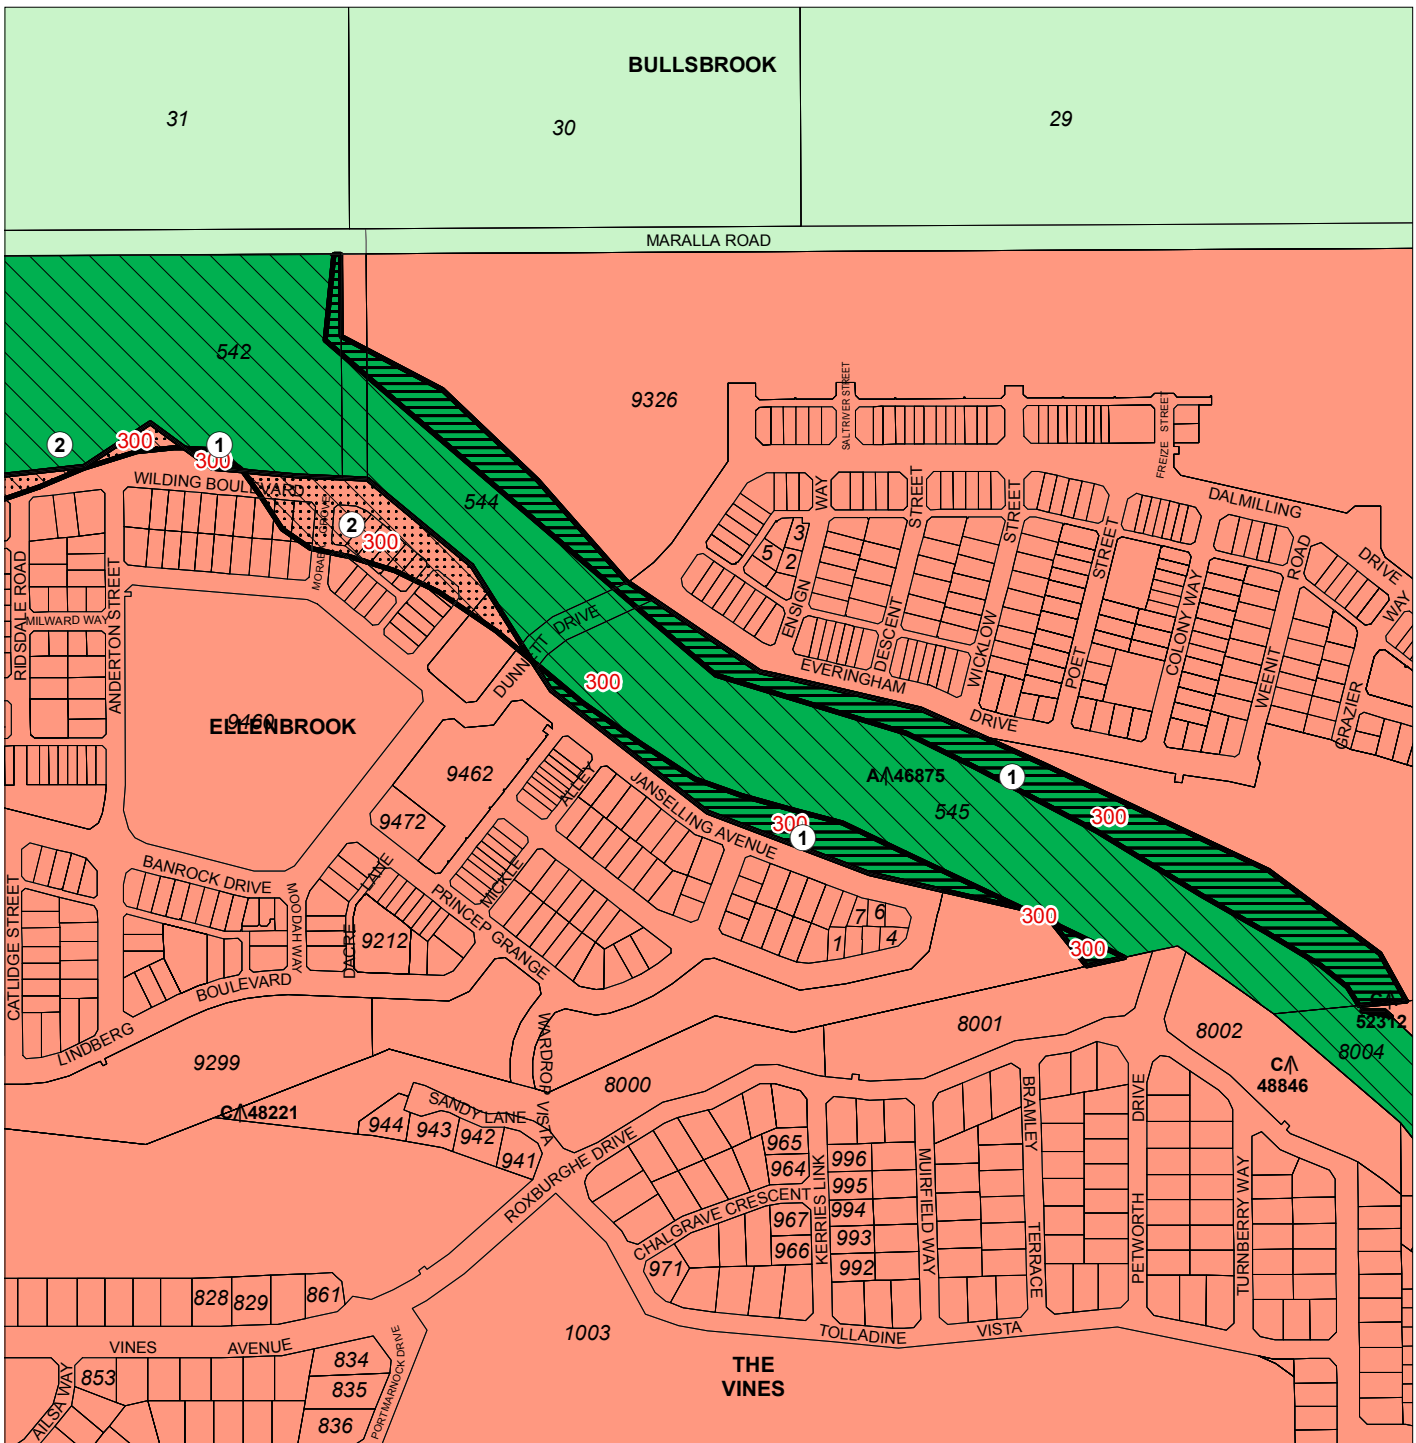 BULLSBROOK
31
30
29
MARALLA ROAD
542
9326
SALTRIVER STREET
FREIZE STREET
2
300
1
300
WILDING BOULEVARD
544
DALMILLING
DRIVE
WAY
MORAB GROVE
2
300
3
5
2
WAY
ENSIGN
STREET
DESCENT
STREET
WICKLOW
STREET
POET
COLONY WAY
ROAD
WEENIT
GRAZIER
RIDSDALE ROAD
MILWARD WAY
ANDERTON STREET
DUNNETT DRIVE
EVERINGHAM
DRIVE
300
9460
ELLENBROOK
9462
9472
ALLEY
MICKLE
JANSELLING AVENUE
A 46875
545
1
300
300
1
BANROCK DRIVE
MOODAH WAY
LANE
DACRE
9212
PRINCEP GRANGE
7
6
1
4
300
300
CATLIDGE STREET
BOULEVARD
LINDBERG
WARDROP VISTA
8001
8002
C
52312
8004
C
48846
9299
8000
C 48221
SANDY LANE
944
943
942
941
ROXBURGHE DRIVE
965
964
CHALGRAVE CRESCENT
967
966
971
KERRIES LINK
996
995
994
993
992
MUIRFIELD WAY
BRAMLEY
TERRACE
DRIVE
PETWORTH
TURNBERRY WAY
828
829
861
VINES AVENUE
1003
TOLLADINE VISTA
THE
VINES
853
AILSA WAY
834
835
836
PORTMARNOCK DRIVE